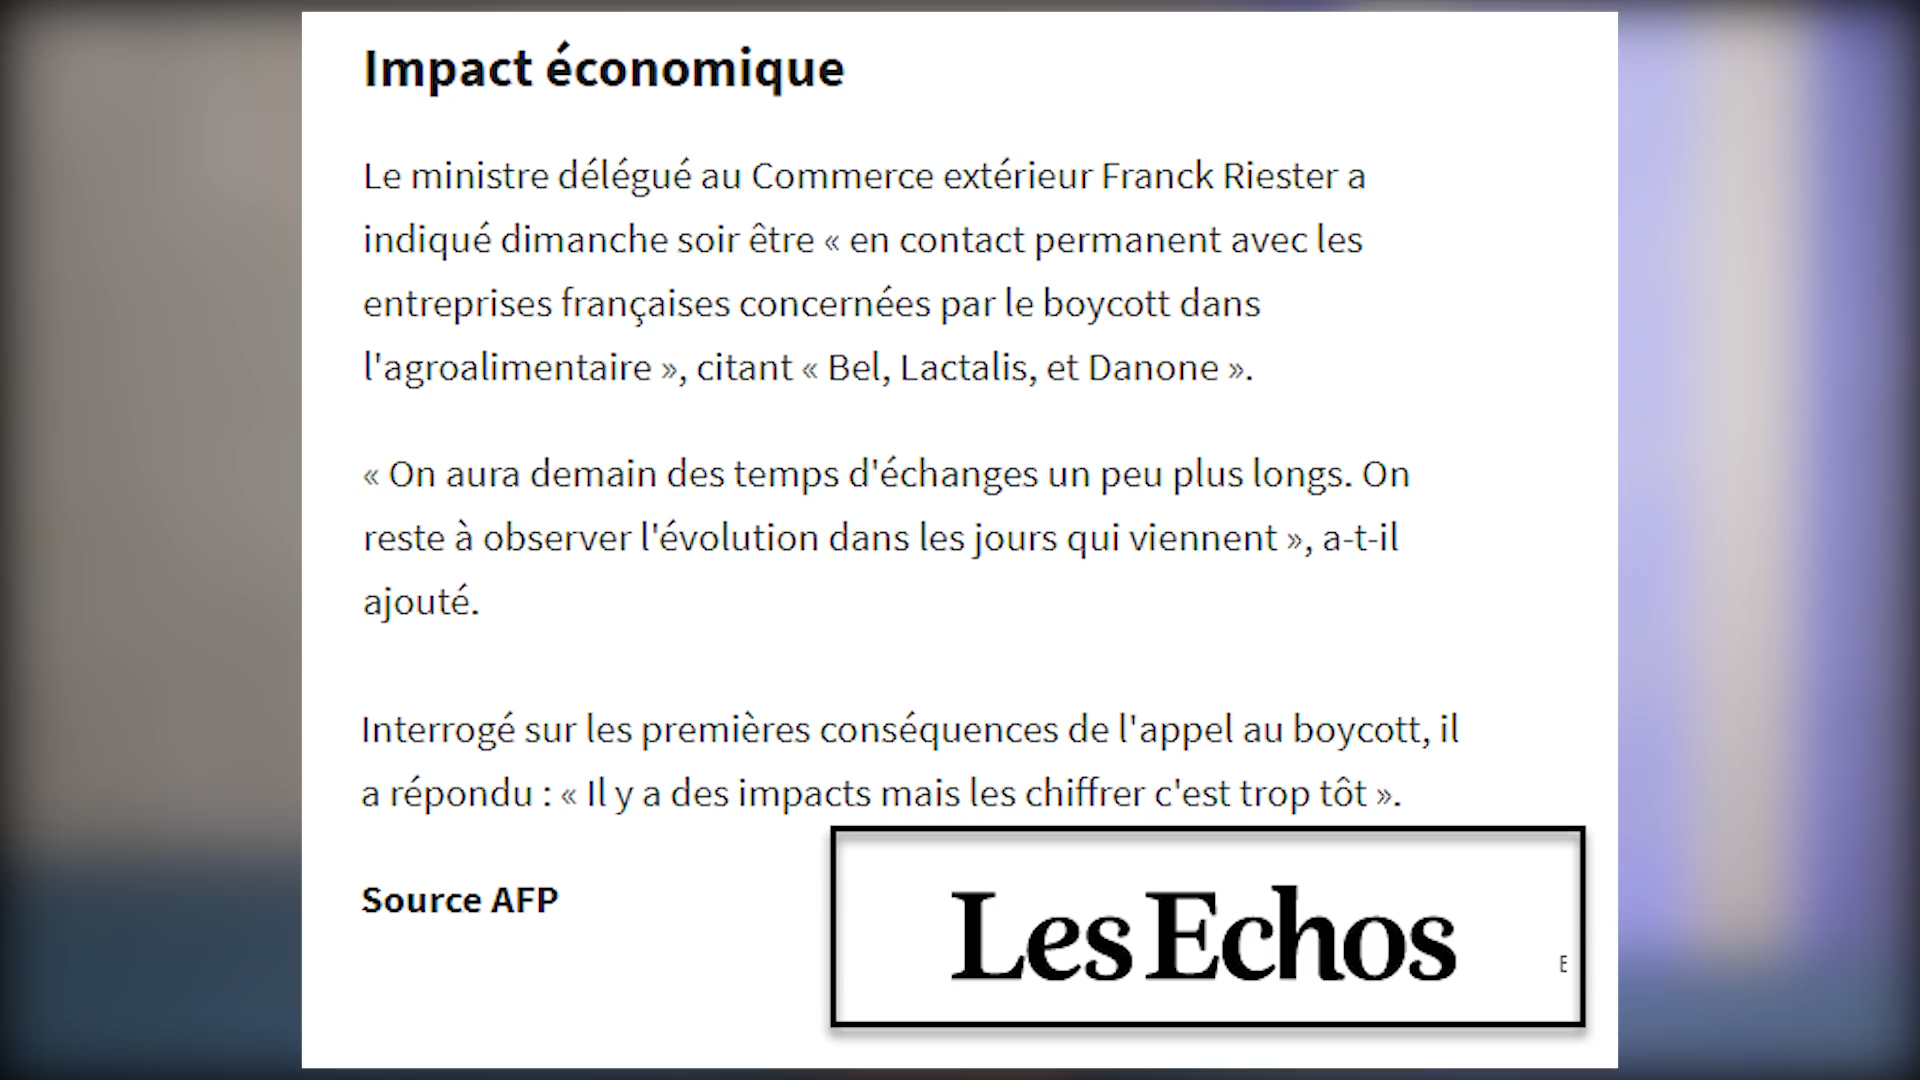 Impact économique
Le ministre délégué au Commerce extérieur Franck Riester a
indiqué dimanche soir être « en contact permanent avec les
entreprises françaises concernées par le boycott dans
l'agroalimentaire », citant « Bel, Lactalis, et Danone ».
« On aura demain des temps d'échanges un peu plus longs. On
reste à observer l'évolution dans les jours qui viennent », a-t-il
ajouté.
Interrogé sur les premières conséquences de l'appel au boycott, il
a répondu : « Il y a des impacts mais les chiffrer c'est trop tôt ».
Source AFP
Les Echos
E